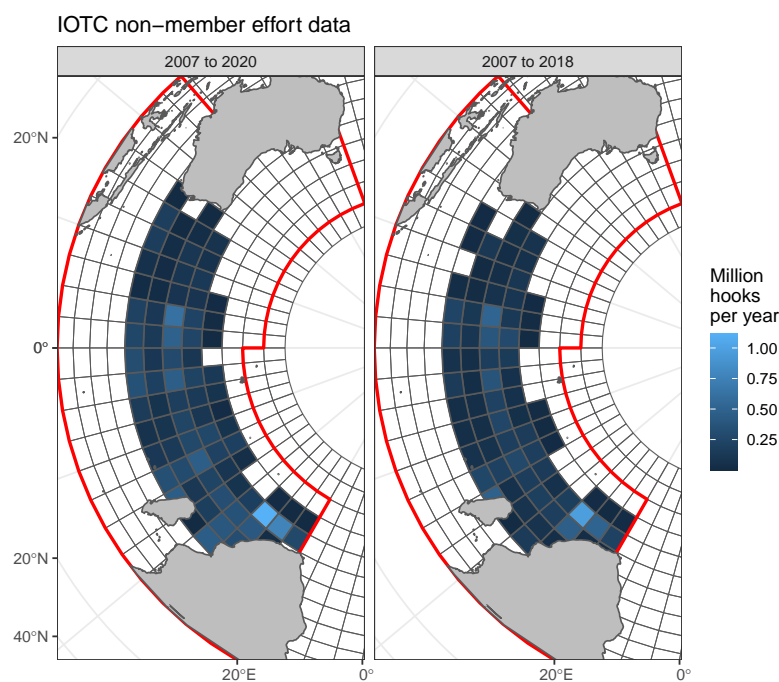 IOTC non−member effort data
2007 to 2020
2007 to 2018
20°N
0°
20°N
40°N
20°E
0°
20°E
0°
Million
hooks
per year
1.00
0.75
0.50
0.25